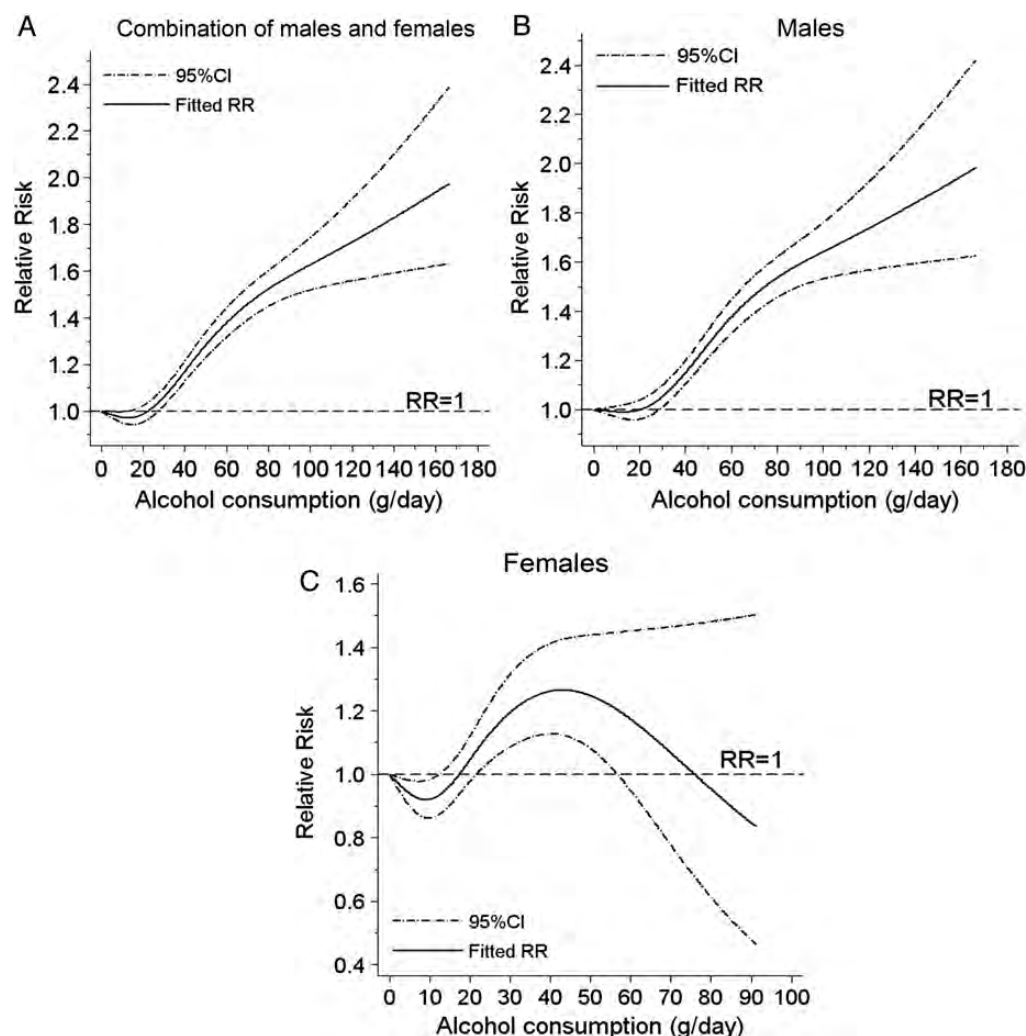 A
Combination of males and females
95%CI
Fitted RR
2.4
2.2
2.0
1.8
1.6
1.4
1.2
1.0
Relative Risk
RR=1
0 20 40 60 80 100 120 140 160 180
Alcohol consumption (g/day)
B
Males
95%CI
Fitted RR
2.4
2.2
2.0
1.8
1.6
1.4
1.2
1.0
Relative Risk
RR=1
0 20 40 60 80 100 120 140 160 180
Alcohol consumption (g/day)
C
Females
1.6
1.4
1.2
1.0
0.8
0.6
0.4
Relative Risk
RR=1
95%CI
Fitted RR
0 10 20 30 40 50 60 70 80 90 100
Alcohol consumption (g/day)